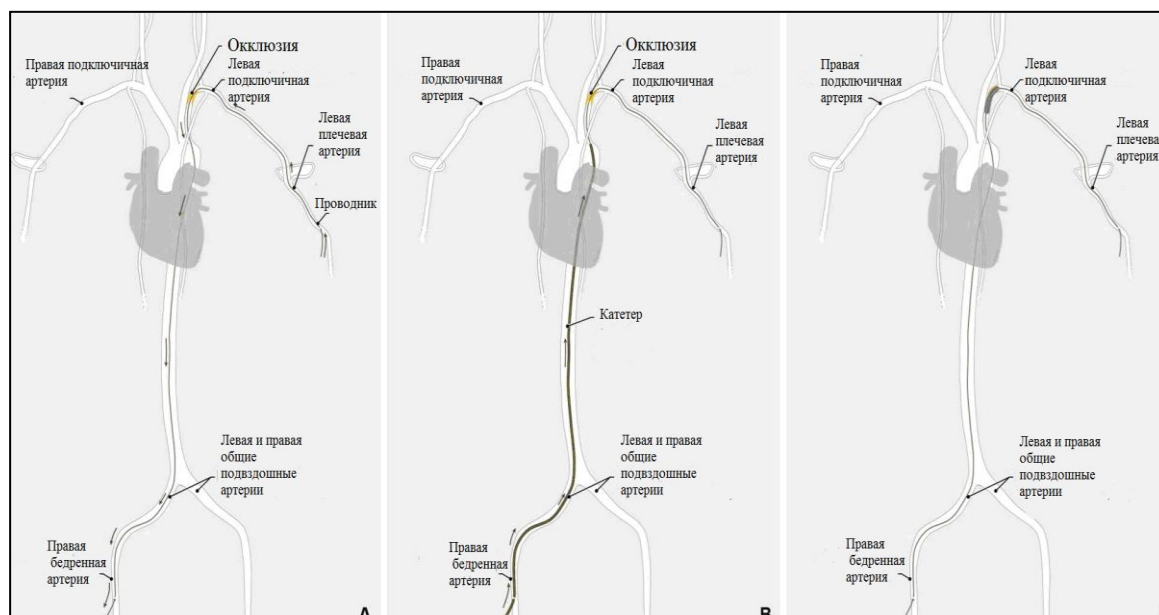 Окклюзия
Правая подключичная
артерия
Левая
подключичная
артерия
Левая
плечевая
артерия
Проводник
Левая и правая
общие
подвздошные
артерии
Правая
бедренная
артерия
A
Окклюзия
Правая
подключичная
артерия
Левая
подключичная
артерия
Левая
плечевая
артерия
Катетер
Левая и правая
общие
подвздошные
артерии
Правая
бедренная
артерия
B
Правая
подключичная
артерия
Левая
подключичная
артерия
Левая
плечевая
артерия
Левая и правая
общие
подвздошные
артерии
Правая
бедренная
артерия